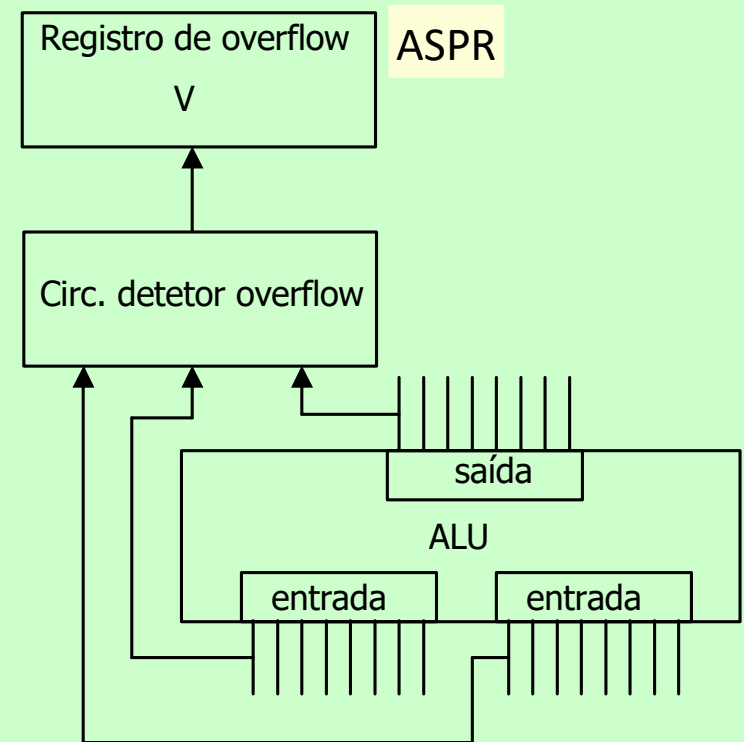 Registro de overflow
V
ASPR
Circ. detetor overflow
saída
ALU
entrada
entrada